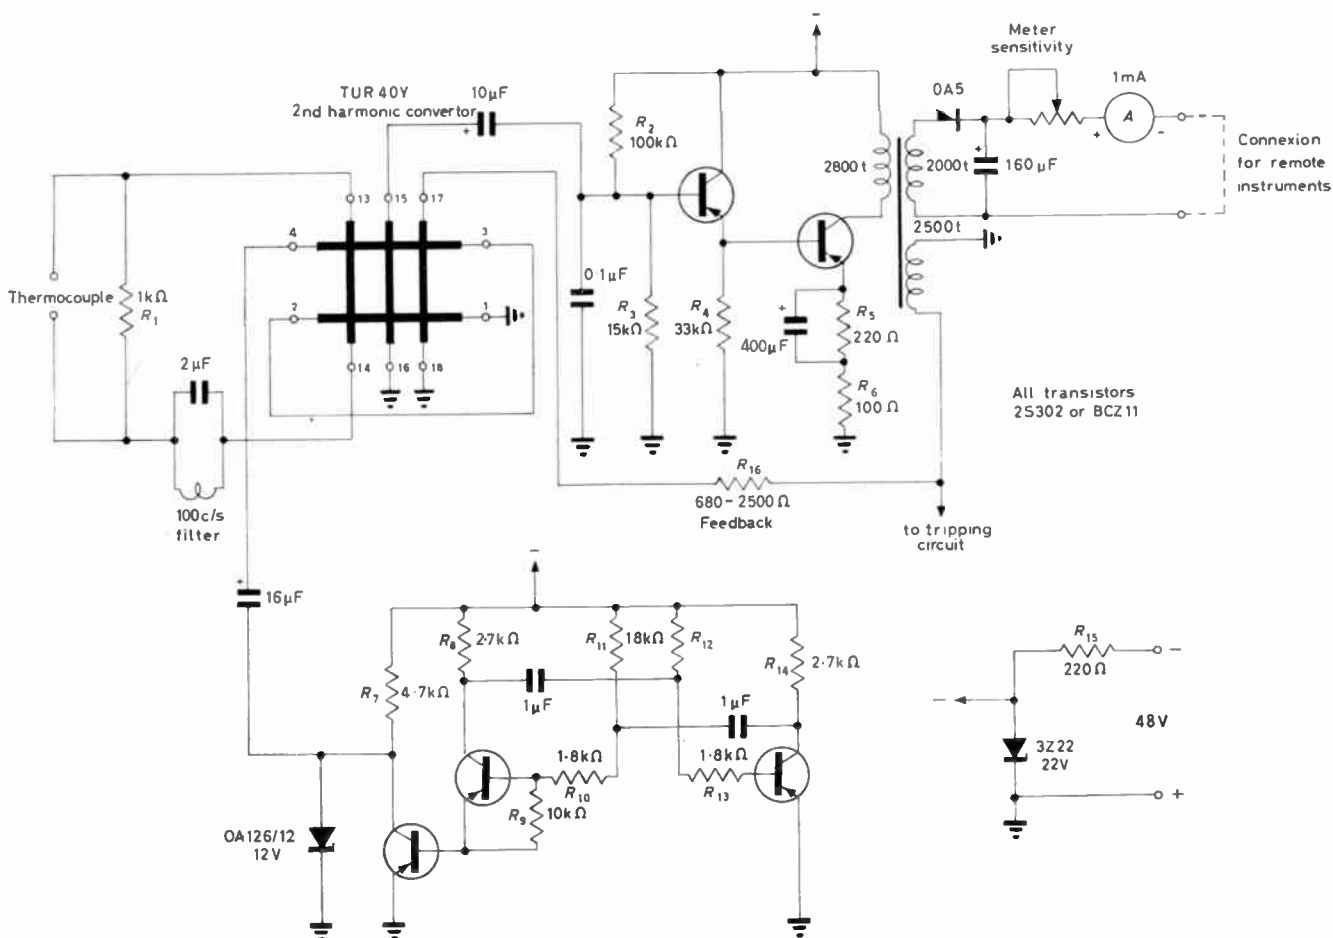 TUR 40Y
2nd harmonic convertor
10μF
+
R2
100kΩ
−
Meter
sensitivity
OA5
1mA
A
+
-
Connexion
for remote
instruments
2800t
2000t
+
160μF
2500t
13
15
17
4
3
2
1
14
16
18
Thermocouple
1kΩ
R1
2μF
100c/s
filter
0·1μF
R3
15kΩ
R4
33kΩ
+
400μF
R5
220Ω
R6
100Ω
All transistors
2S302 or BCZ11
R16
680-2500Ω
Feedback
to tripping
circuit
+
16μF
−
R7
4·7kΩ
R8
2·7kΩ
R11
18kΩ
R12
R14
2·7kΩ
1μF
1μF
1·8kΩ
R10
R9
10kΩ
1·8kΩ
R13
OA126/12
12V
R15
220Ω
−
−
48V
3Z22
22V
+